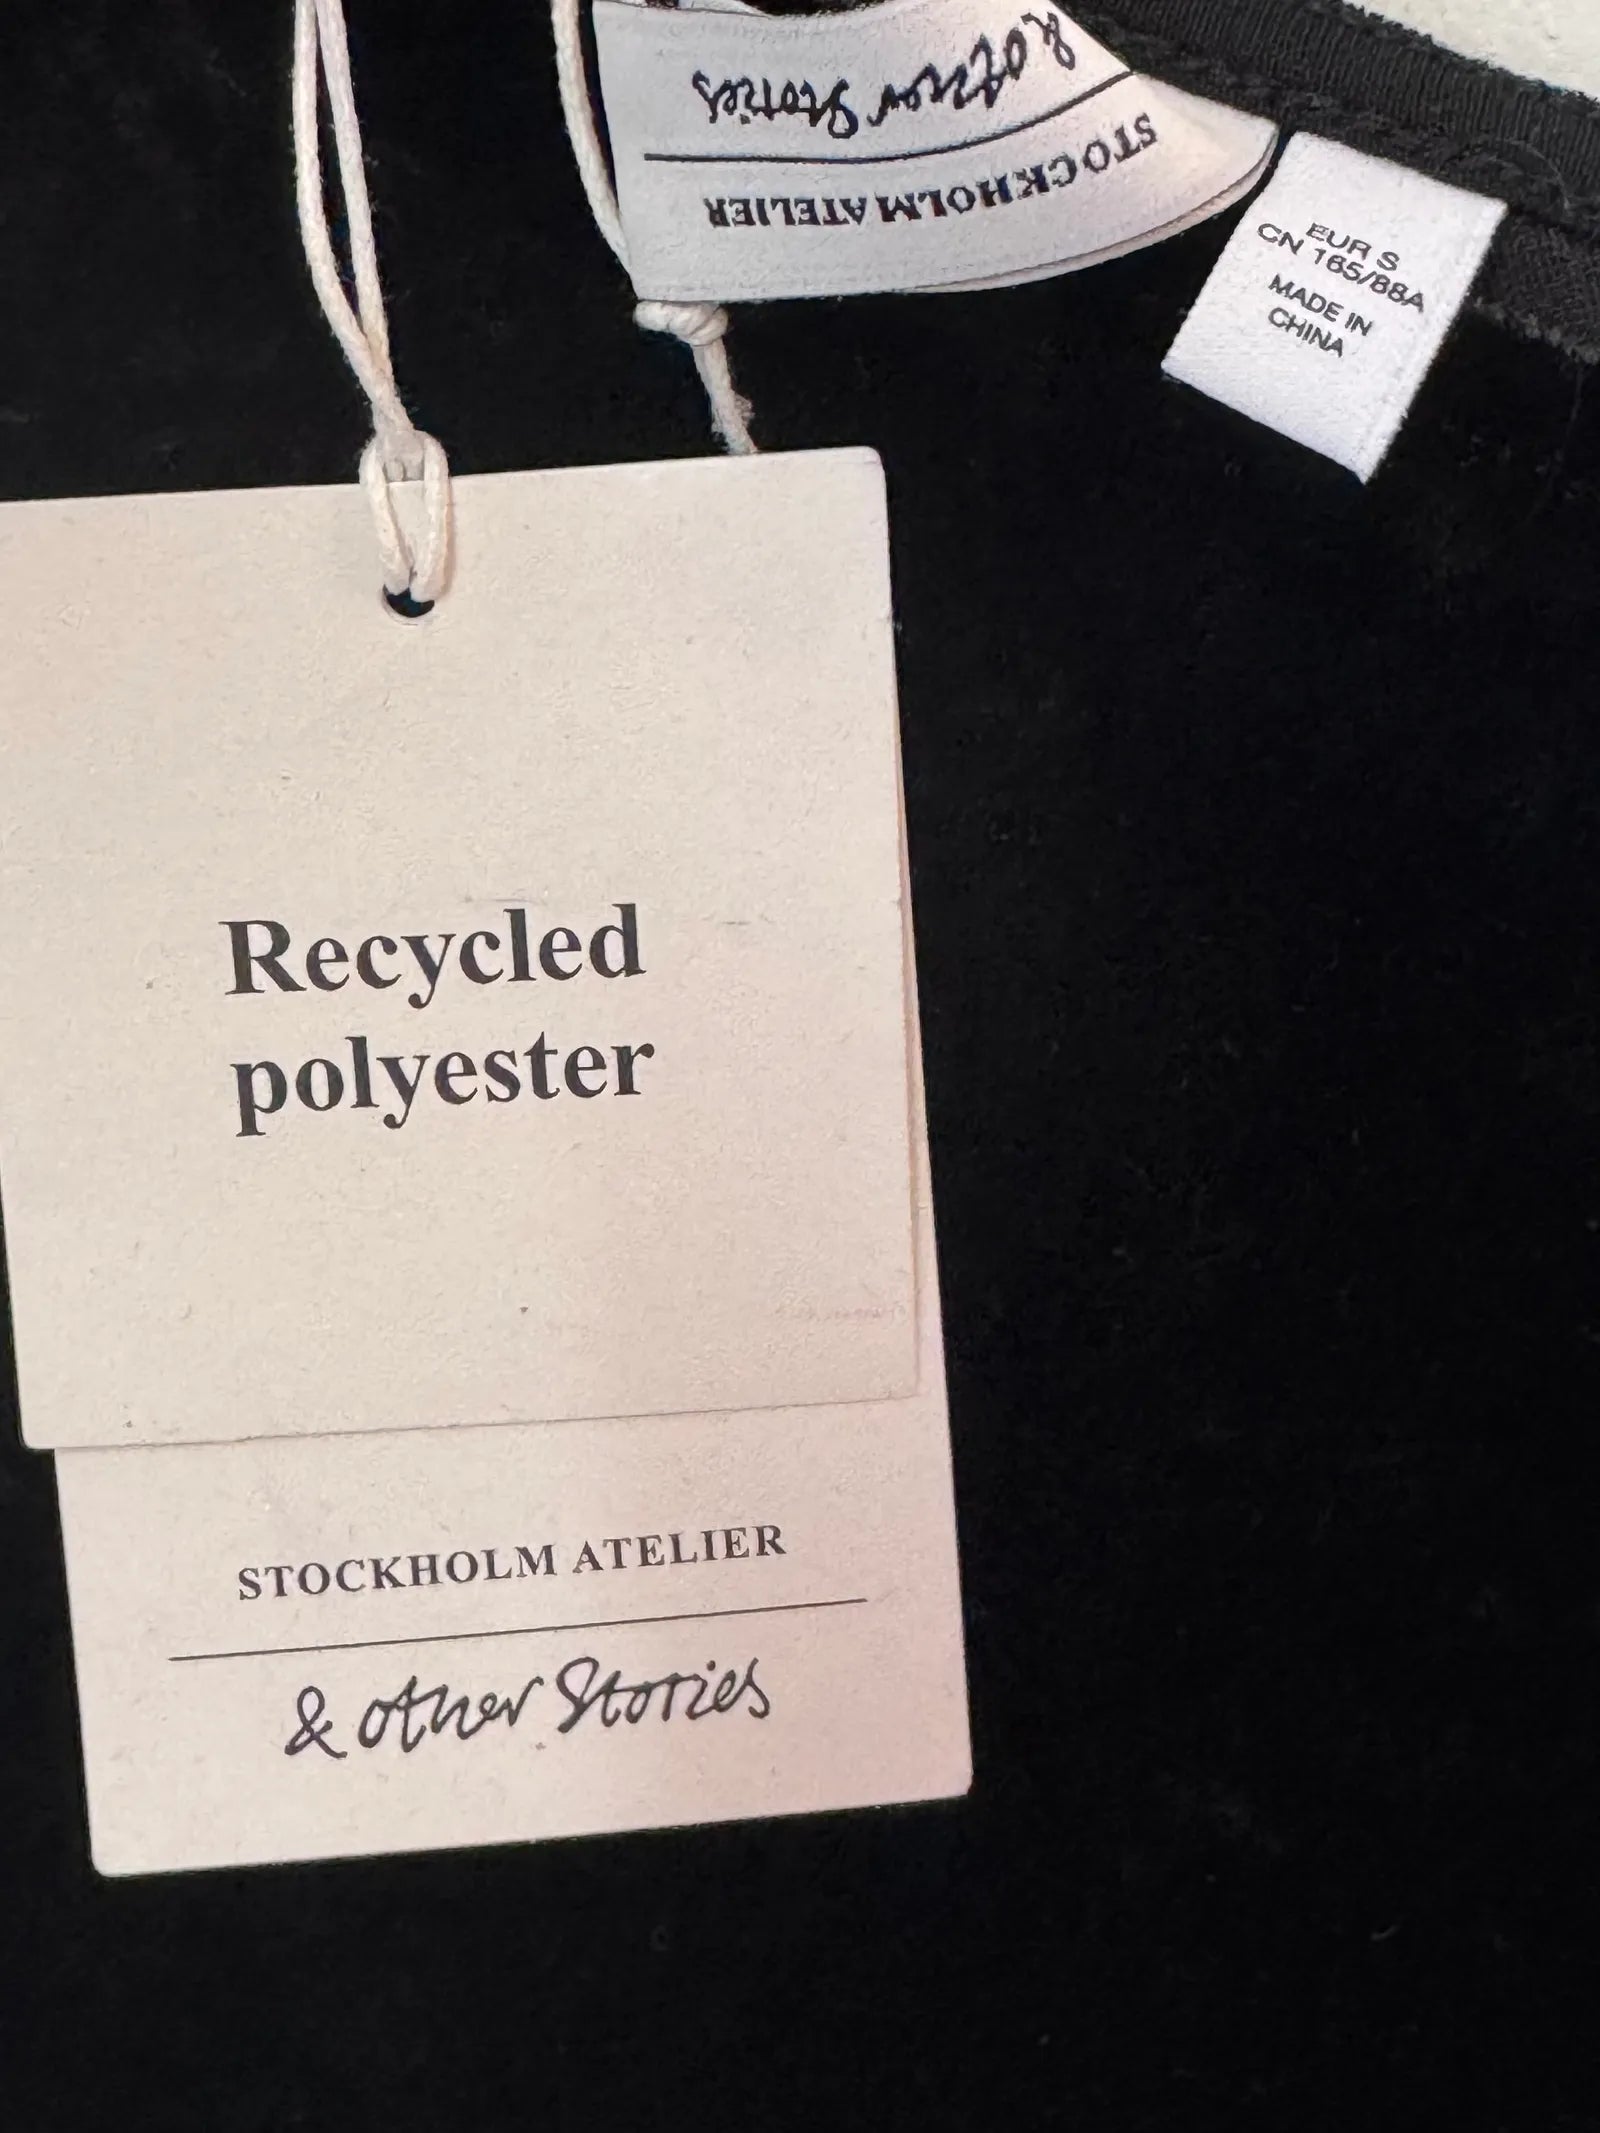 & other Stories
STOCKHOLM ATELIER
EUR S
CN 165/88A
MADE IN
CHINA
Recycled
polyester
STOCKHOLM ATELIER
& other Stories